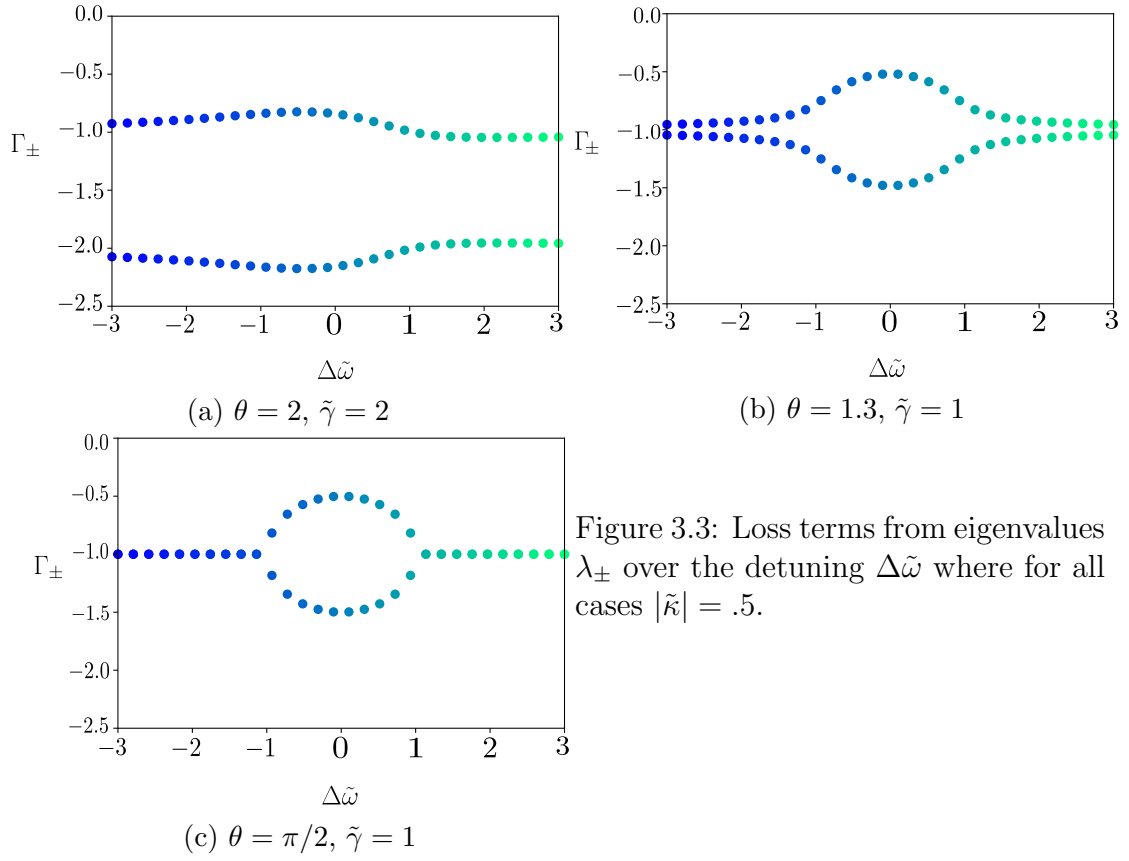 0.0
−0.5
−1.0
−1.5
−2.0
−2.5
Γ±
−3 −2 −1 0 1 2 3
Δω̃
(a) θ = 2, γ̃ = 2
0.0
−0.5
−1.0
−1.5
−2.0
−2.5
Γ±
−3 −2 −1 0 1 2 3
Δω̃
(b) θ = 1.3, γ̃ = 1
0.0
−0.5
−1.0
−1.5
−2.0
−2.5
Γ±
−3 −2 −1 0 1 2 3
Δω̃
(c) θ = π/2, γ̃ = 1
Figure 3.3: Loss terms from eigenvalues
λ± over the detuning Δω̃ where for all
cases |κ̃| = .5.